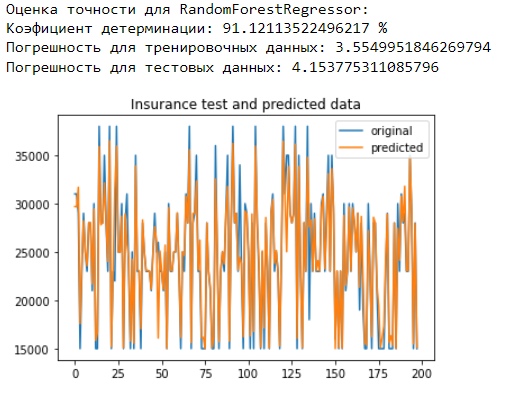 Оценка точности для RandomForestRegressor:
Коэфициент детерминации: 91.12113522496217 %
Погрешность для тренировочных данных: 3.5549951846269794
Погрешность для тестовых данных: 4.153775311085796
Insurance test and predicted data
original
predicted
35000
30000
25000
20000
15000
0 25 50 75 100 125 150 175 200